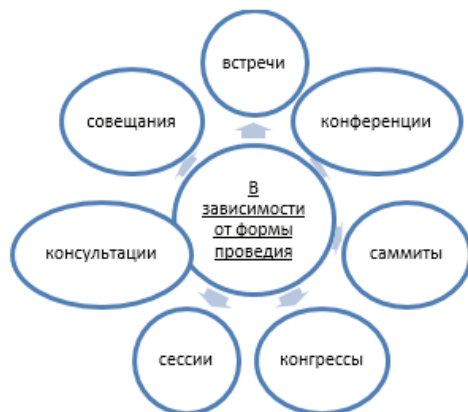 встречи
конференции
саммиты
конгрессы
сессии
консультации
совещания
В
зависимости
от формы
проведия